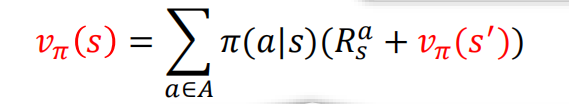 v_π(s) = ∑_{a∈A} π(a|s)(R_s^a + v_π(s'))